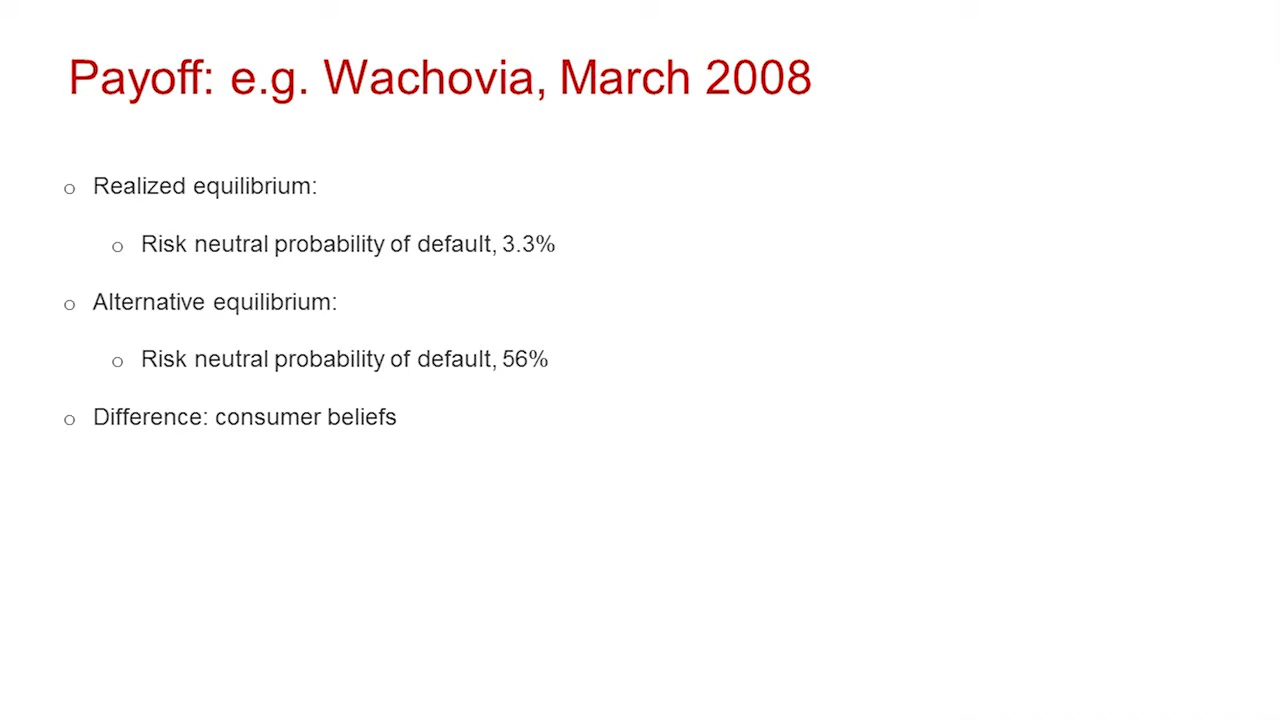 Payoff: e.g. Wachovia, March 2008
o Realized equilibrium:
o Risk neutral probability of default, 3.3%
o Alternative equilibrium:
o Risk neutral probability of default, 56%
o Difference: consumer beliefs